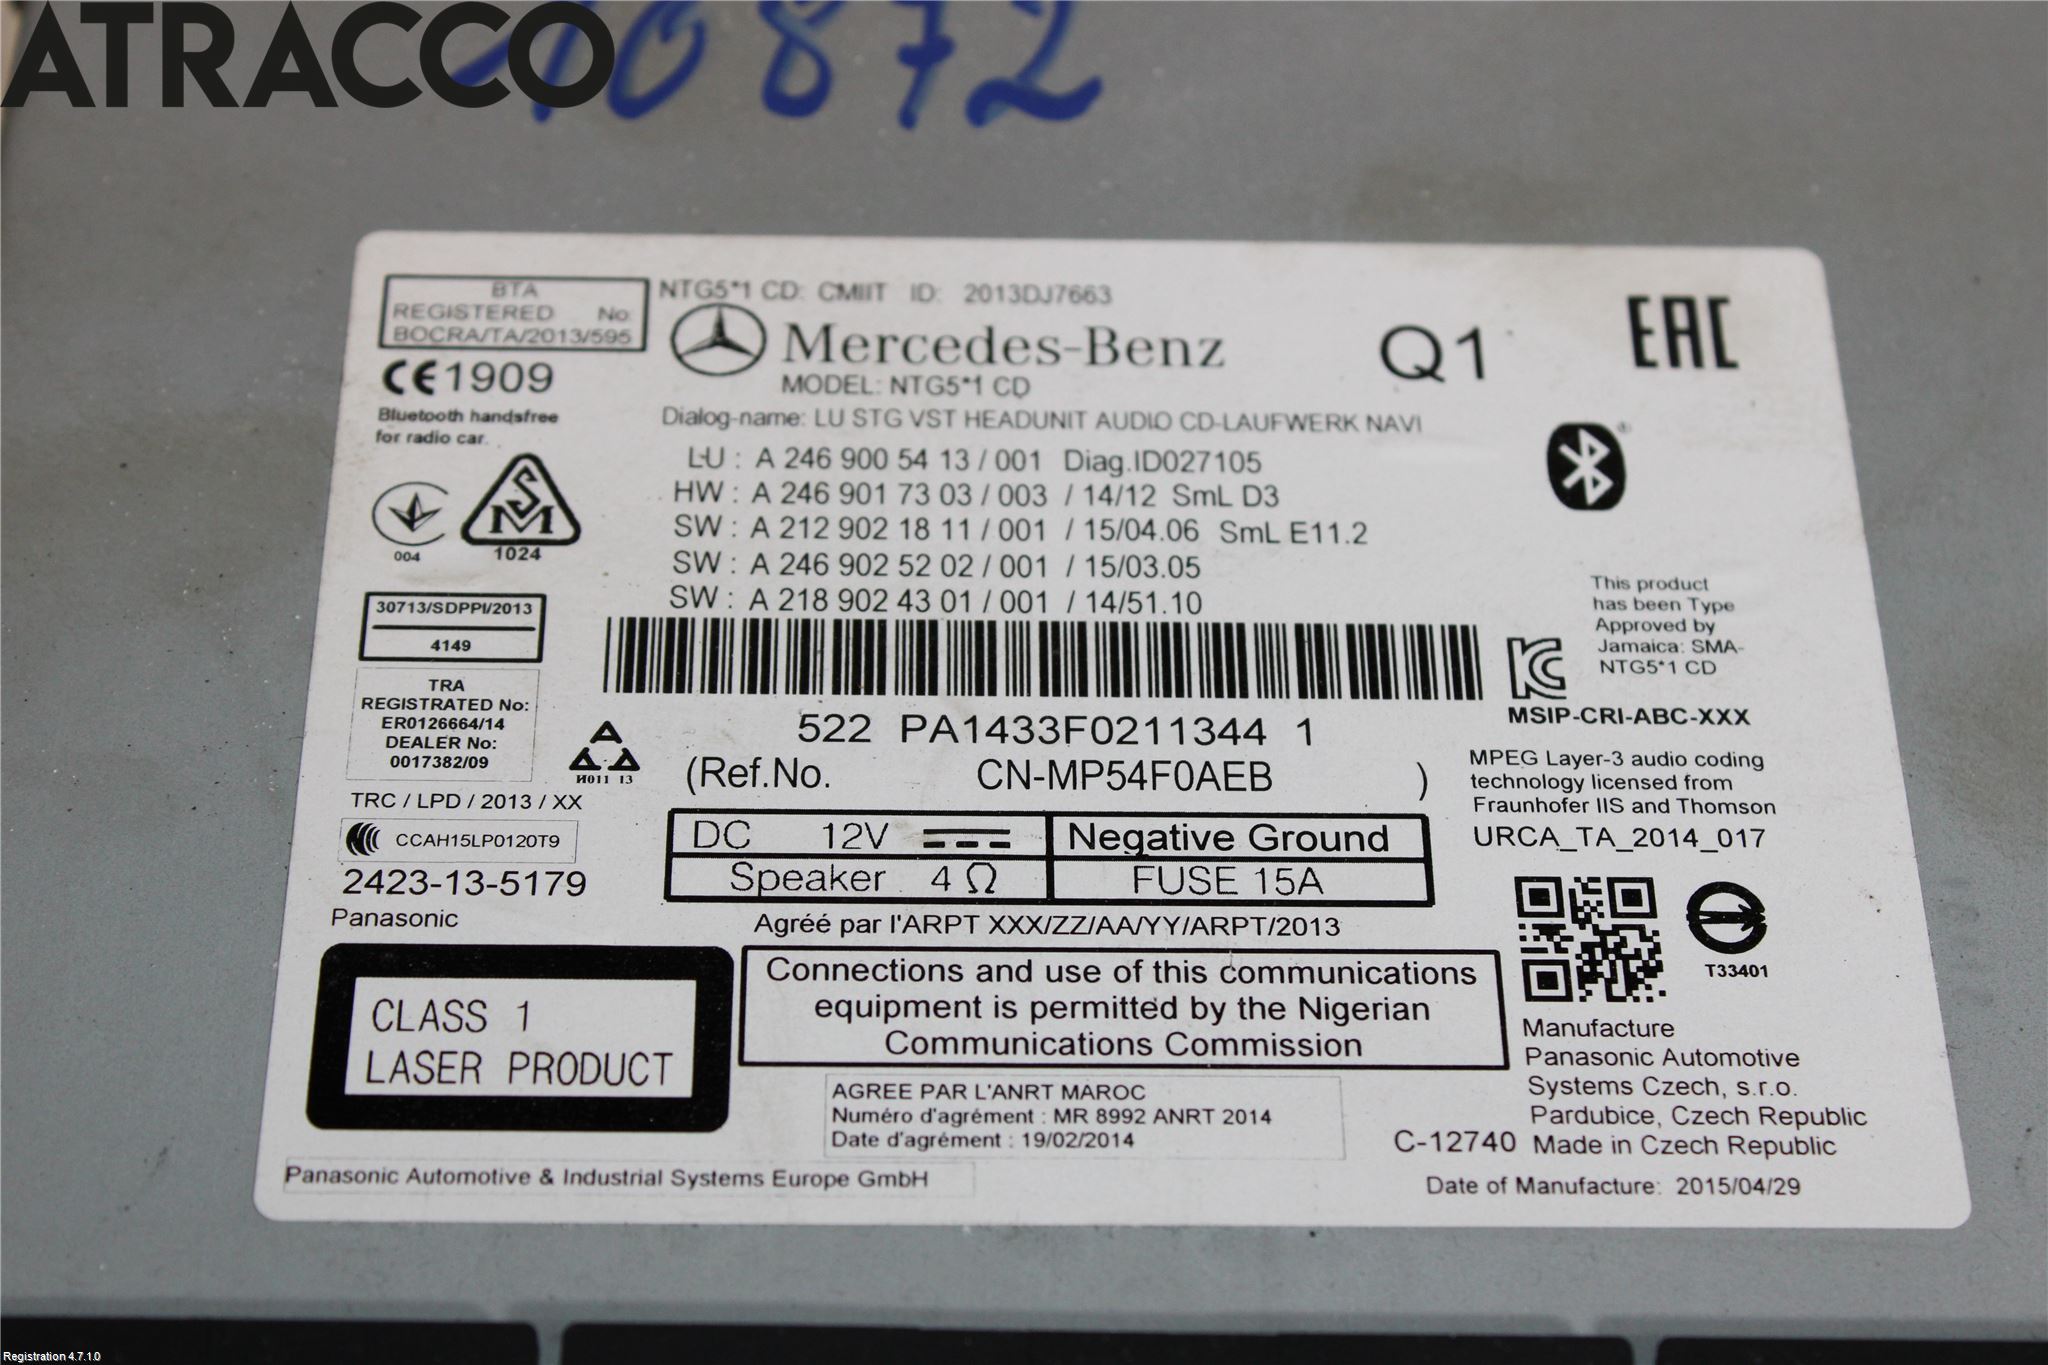 ATRACCO
10872
BTA
REGISTERED No:
BOCRA/TA/2013/595
NTG5*1 CD: CMIIT ID: 2013DJ7663
Mercedes-Benz
MODEL: NTG5*1 CD
Q1
EAC
CE1909
Bluetooth handsfree
for radio car.
Dialog-name: LU STG VST HEADUNIT AUDIO CD-LAUFWERK NAVI
LU : A 246 900 54 13 / 001 Diag.ID027105
HW : A 246 901 73 03 / 003 / 14/12 SmL D3
SW : A 212 902 18 11 / 001 / 15/04.06 SmL E11.2
SW : A 246 902 52 02 / 001 / 15/03.05
SW : A 218 902 43 01 / 001 / 14/51.10
004
SM
1024
30713/SDPPI/2013
4149
TRA
REGISTRATED No:
ER0126664/14
DEALER No:
0017382/09
И011 13
TRC / LPD / 2013 / XX
CCAH15LP0120T9
2423-13-5179
Panasonic
522 PA1433F0211344 1
(Ref.No. CN-MP54F0AEB )
DC 12V
Negative Ground
Speaker 4 Ω
FUSE 15A
Agréé par l'ARPT XXX/ZZ/AA/YY/ARPT/2013
This product
has been Type
Approved by
Jamaica: SMA-
NTG5*1 CD
MSIP-CRI-ABC-XXX
MPEG Layer-3 audio coding
technology licensed from
Fraunhofer IIS and Thomson
URCA_TA_2014_017
T33401
CLASS 1
LASER PRODUCT
Connections and use of this communications
equipment is permitted by the Nigerian
Communications Commission
AGREE PAR L'ANRT MAROC
Numéro d'agrément : MR 8992 ANRT 2014
Date d'agrément : 19/02/2014
Manufacture
Panasonic Automotive
Systems Czech, s.r.o.
Pardubice, Czech Republic
C-12740 Made in Czech Republic
Date of Manufacture: 2015/04/29
Panasonic Automotive & Industrial Systems Europe GmbH
Registration 4.7.1.0